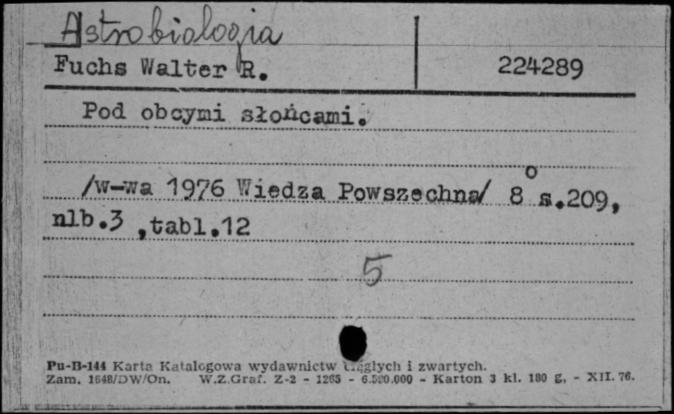 Astrobiologia
Fuchs Walter R. 224289
Pod obcymi słońcami.
/W-wa 1976 Wiedza Powszechna/ 8° s.209,
nlb.3 ,tabl.12
5
Pu-B-144 Karta Katalogowa wydawnictw ciągłych i zwartych.
Zam. 1648/DW/On. W.Z.Graf. Z-2 - 1265 - 6.500.000 - Karton 3 kl. 180 g, - XII. 76.